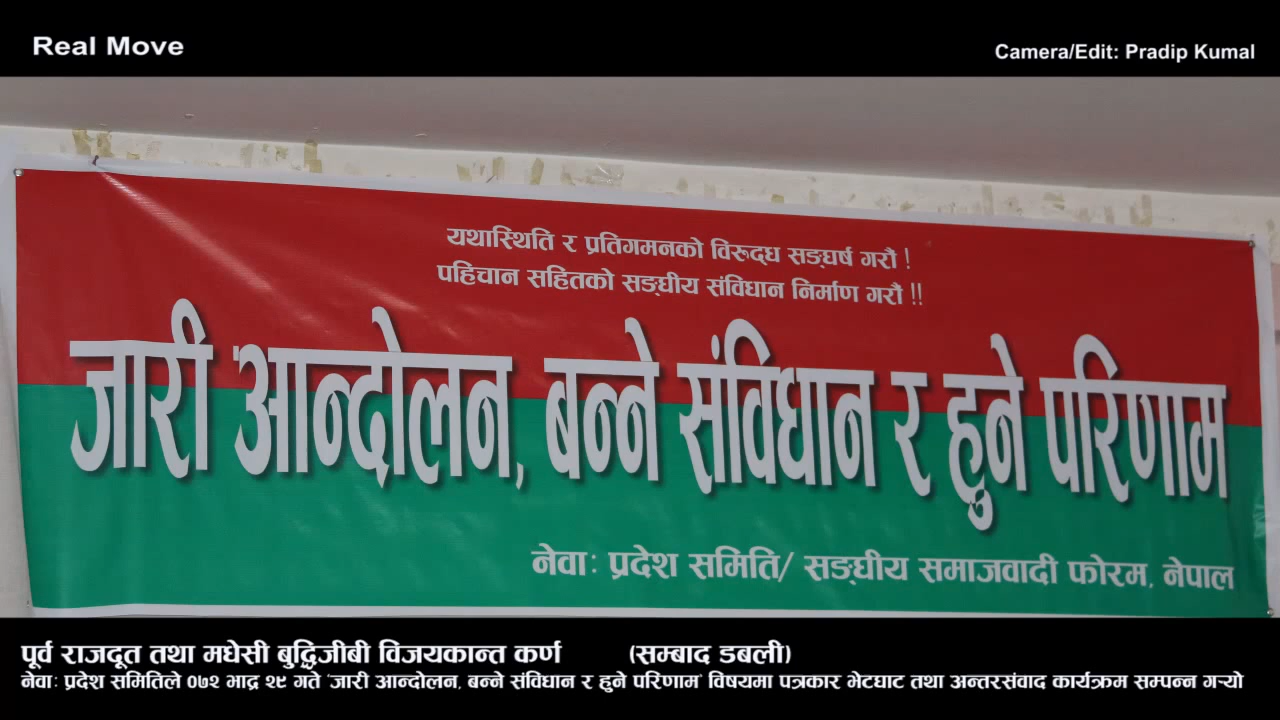 Real Move
Camera/Edit: Pradip Kumal
यथास्थिति र प्रतिगमनको विरुद्ध सङ्घर्ष गरौं !
पहिचान सहितको सङ्घीय संविधान निर्माण गरौं !!
जारी आन्दोलन, बन्ने संविधान र हुने परिणाम
नेवाः प्रदेश समिति/ सङ्घीय समाजवादी फोरम, नेपाल
पूर्व राजदूत तथा मधेसी बुद्धिजीबी विजयकान्त कर्ण (सम्बाद डबली)
नेवाः प्रदेश समितिले ०७२ भाद्र २९ गते 'जारी आन्दोलन, बन्ने संविधान र हुने परिणाम' विषयमा पत्रकार भेटघाट तथा अन्तरसंवाद कार्यक्रम सम्पन्न गर्‍यो